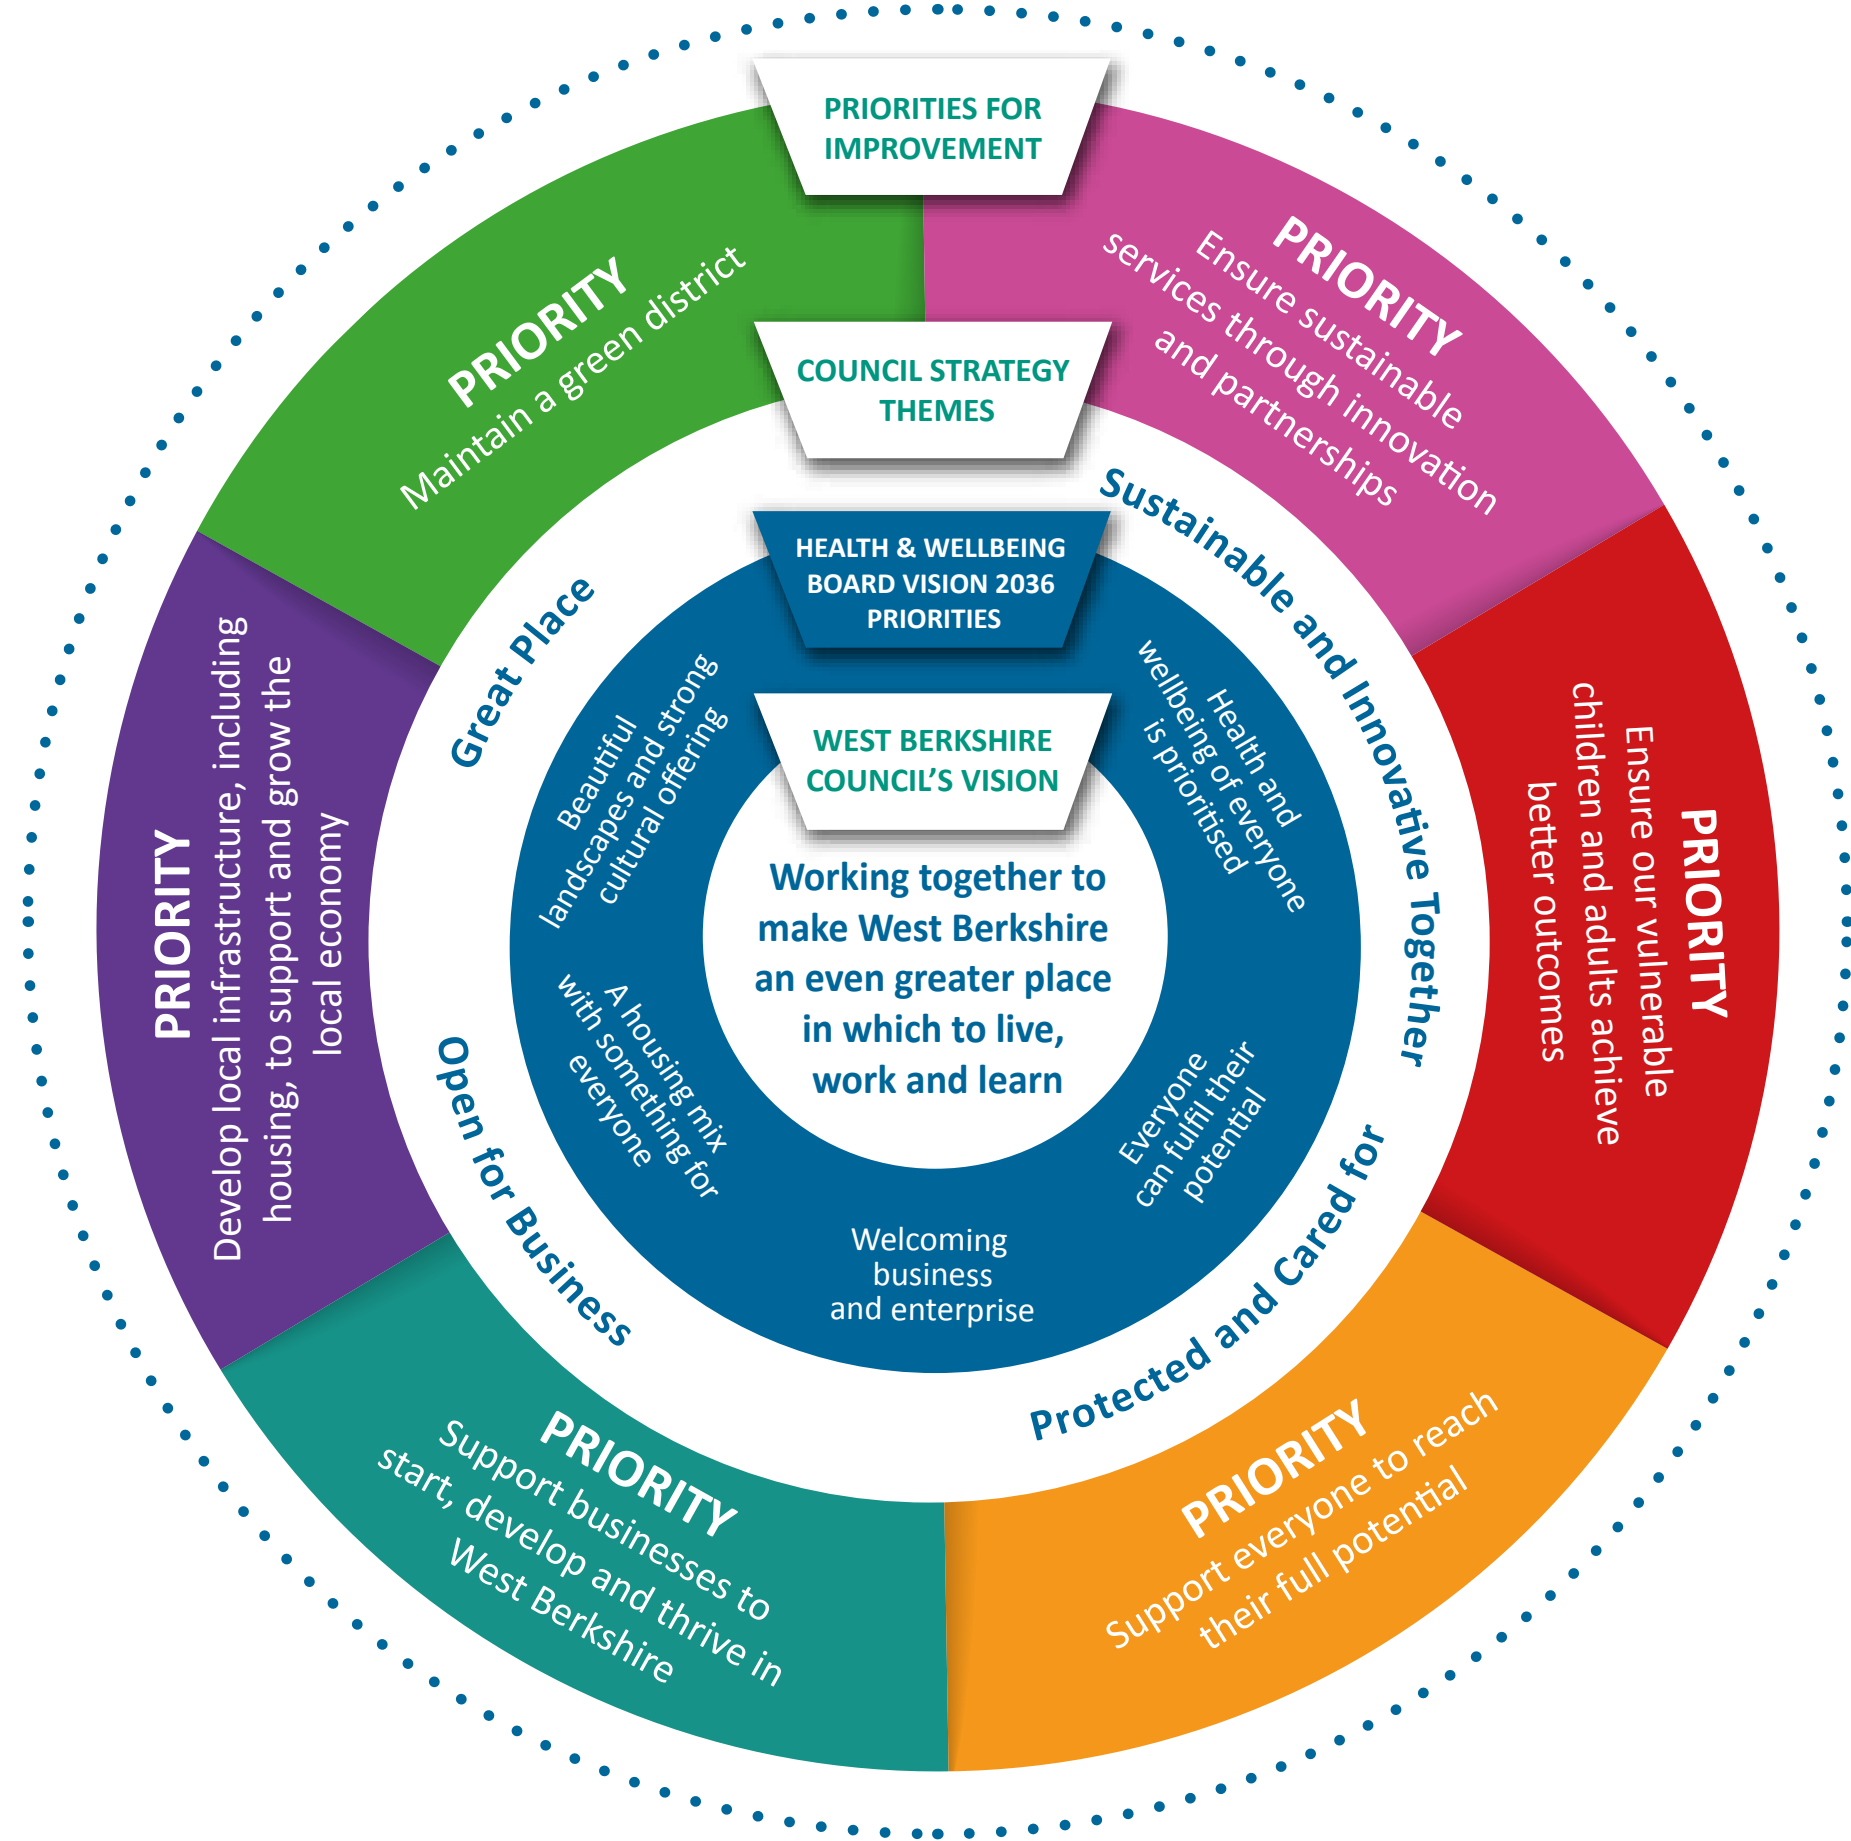 PRIORITIES FOR
IMPROVEMENT
PRIORITY
Ensure sustainable
services through innovation
and partnerships
PRIORITY
Ensure our vulnerable
children and adults achieve
better outcomes
PRIORITY
Support everyone to reach
their full potential
PRIORITY
Support businesses to
start, develop and thrive in
West Berkshire
PRIORITY
Develop local infrastructure, including
housing, to support and grow the
local economy
PRIORITY
Maintain a green district
COUNCIL STRATEGY
THEMES
Sustainable and Innovative Together
Protected and Cared for
Open for Business
Great Place
HEALTH & WELLBEING
BOARD VISION 2036
PRIORITIES
Health and
wellbeing of everyone
is prioritised
Everyone
can fulfil their
potential
Welcoming
business
and enterprise
A housing mix
with something for
everyone
Beautiful
landscapes and strong
cultural offering
WEST BERKSHIRE
COUNCIL'S VISION
Working together to
make West Berkshire
an even greater place
in which to live,
work and learn